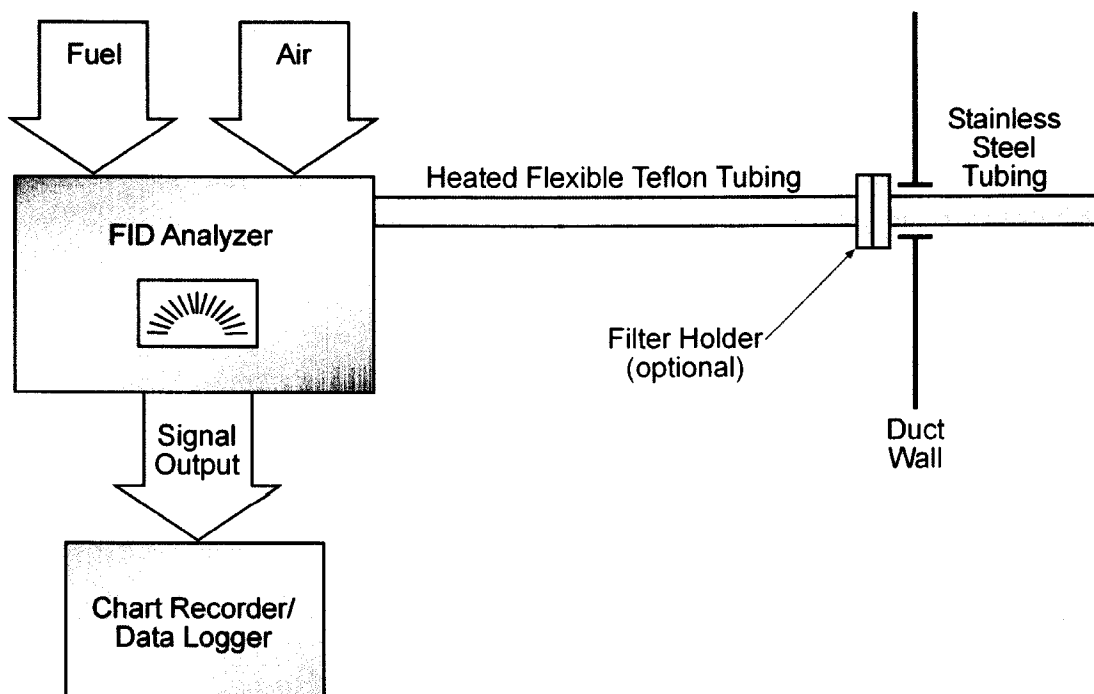 Fuel
Air
Stainless
Steel
Tubing
Heated Flexible Teflon Tubing
FID Analyzer
Filter Holder
(optional)
Duct
Wall
Signal
Output
Chart Recorder/
Data Logger